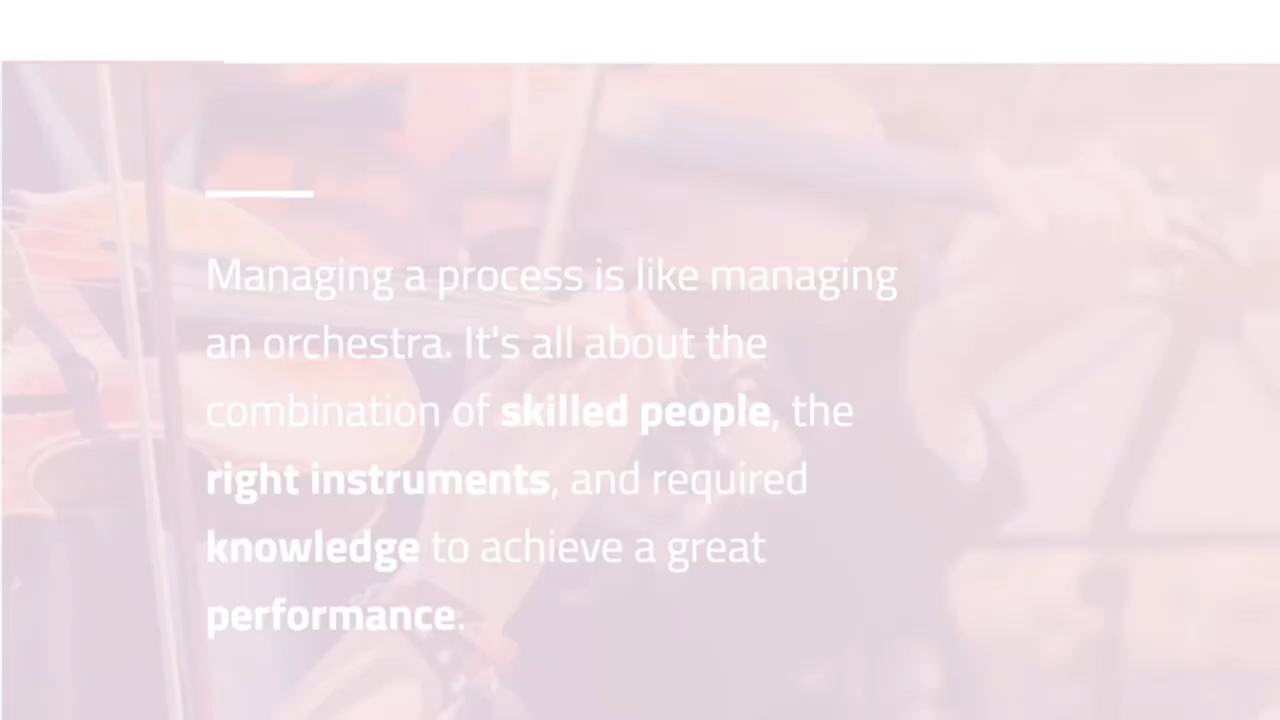 Managing a process is like managing
an orchestra. It's all about the
combination of skilled people, the
right instruments, and required
knowledge to achieve a great
performance.